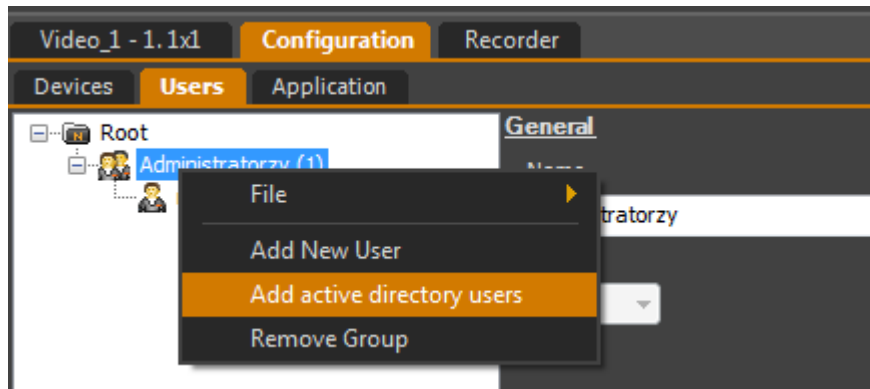 Video_1 - 1.1x1 Configuration Recorder
Devices Users Application
Root
General
Administratorzy (1)
Name
File
tratorzy
Add New User
Add active directory users
Remove Group